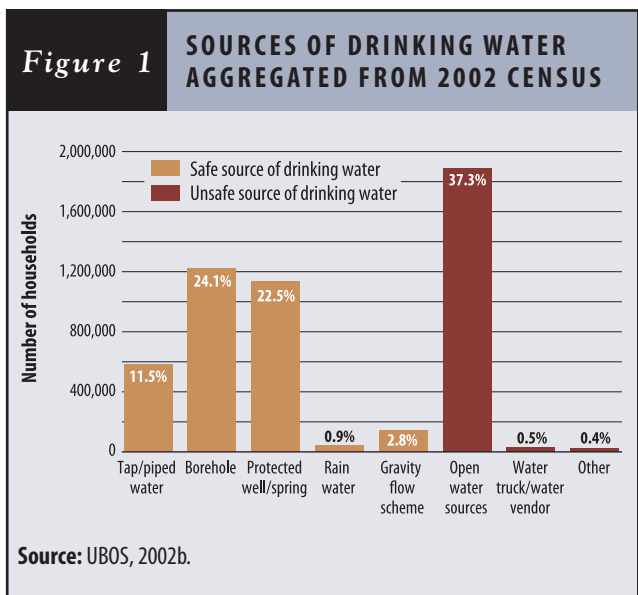 Figure 1
SOURCES OF DRINKING WATER
AGGREGATED FROM 2002 CENSUS
Number of households
2,000,000
1,600,000
1,200,000
800,000
400,000
0
Safe source of drinking water
Unsafe source of drinking water
11.5%
24.1%
22.5%
0.9%
2.8%
37.3%
0.5%
0.4%
Tap/piped
water
Borehole
Protected
well/spring
Rain
water
Gravity
flow
scheme
Open
water
sources
Water
truck/water
vendor
Other
Source: UBOS, 2002b.